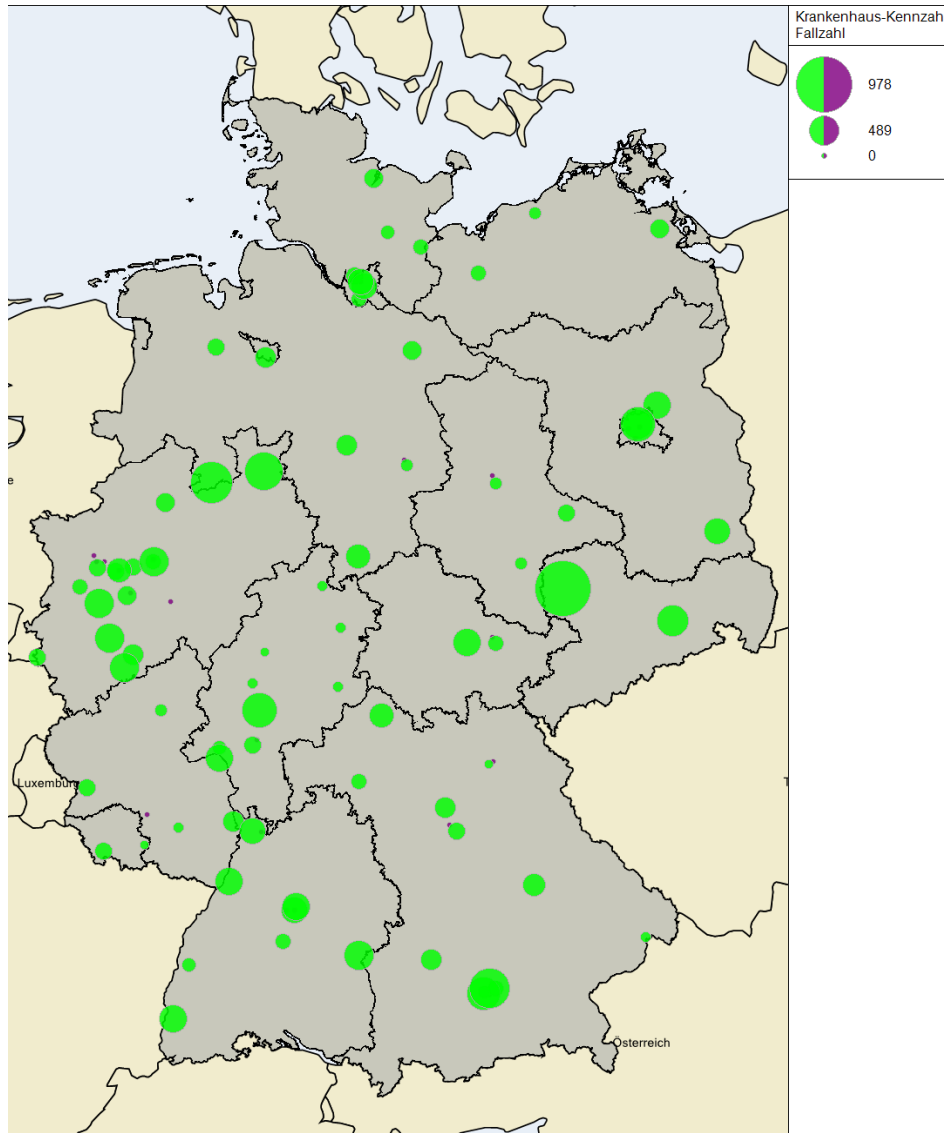 Krankenhaus-Kennzah
Fallzahl
978
489
0
e
Luxemburg
T
Österreich